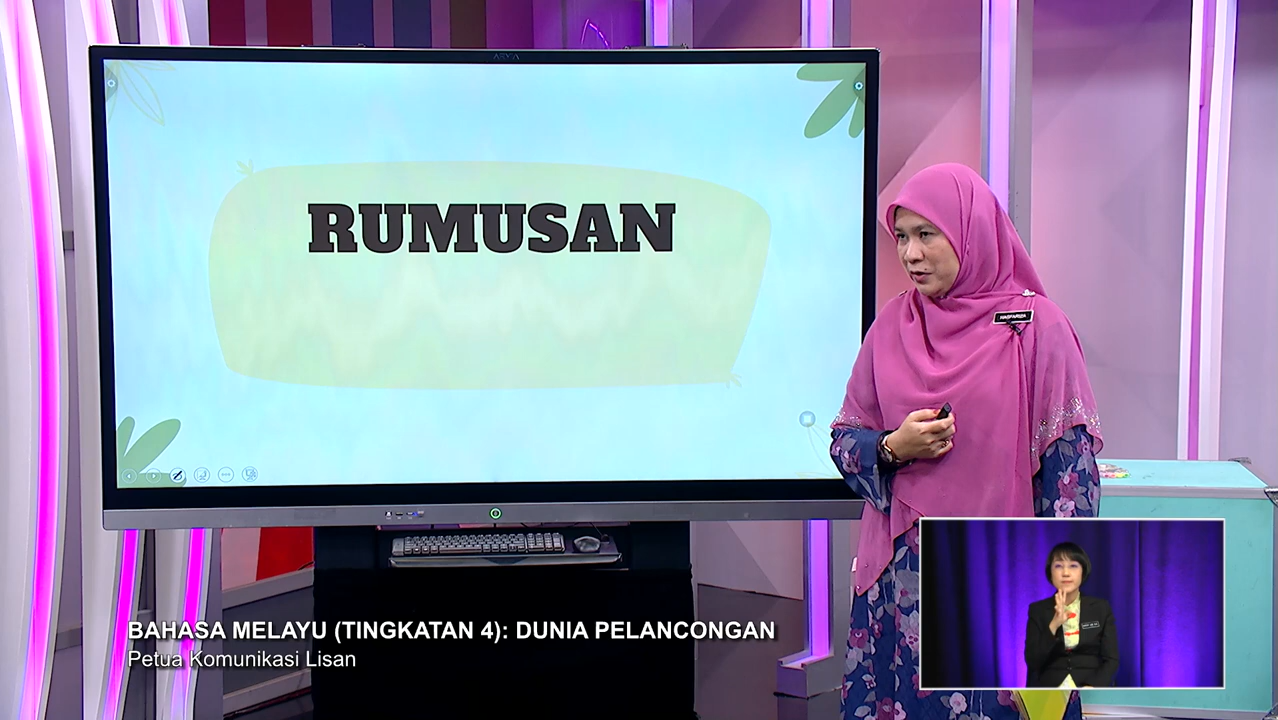 RUMUSAN
BAHASA MELAYU (TINGKATAN 4): DUNIA PELANCONGAN
Petua Komunikasi Lisan